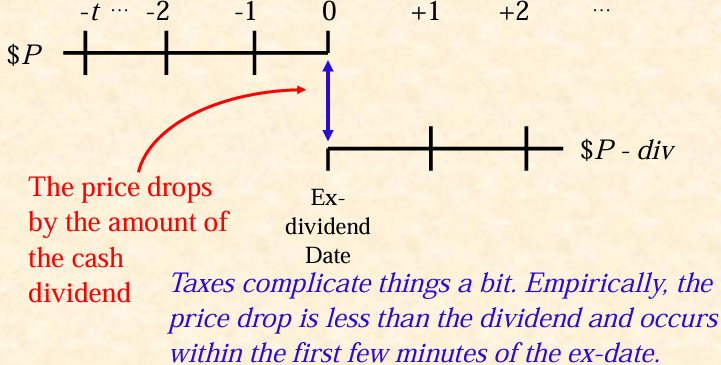 -t ... -2 -1 0 +1 +2 ...
$P
$P - div
The price drops
by the amount of
the cash
dividend
Ex-
dividend
Date
Taxes complicate things a bit. Empirically, the
price drop is less than the dividend and occurs
within the first few minutes of the ex-date.